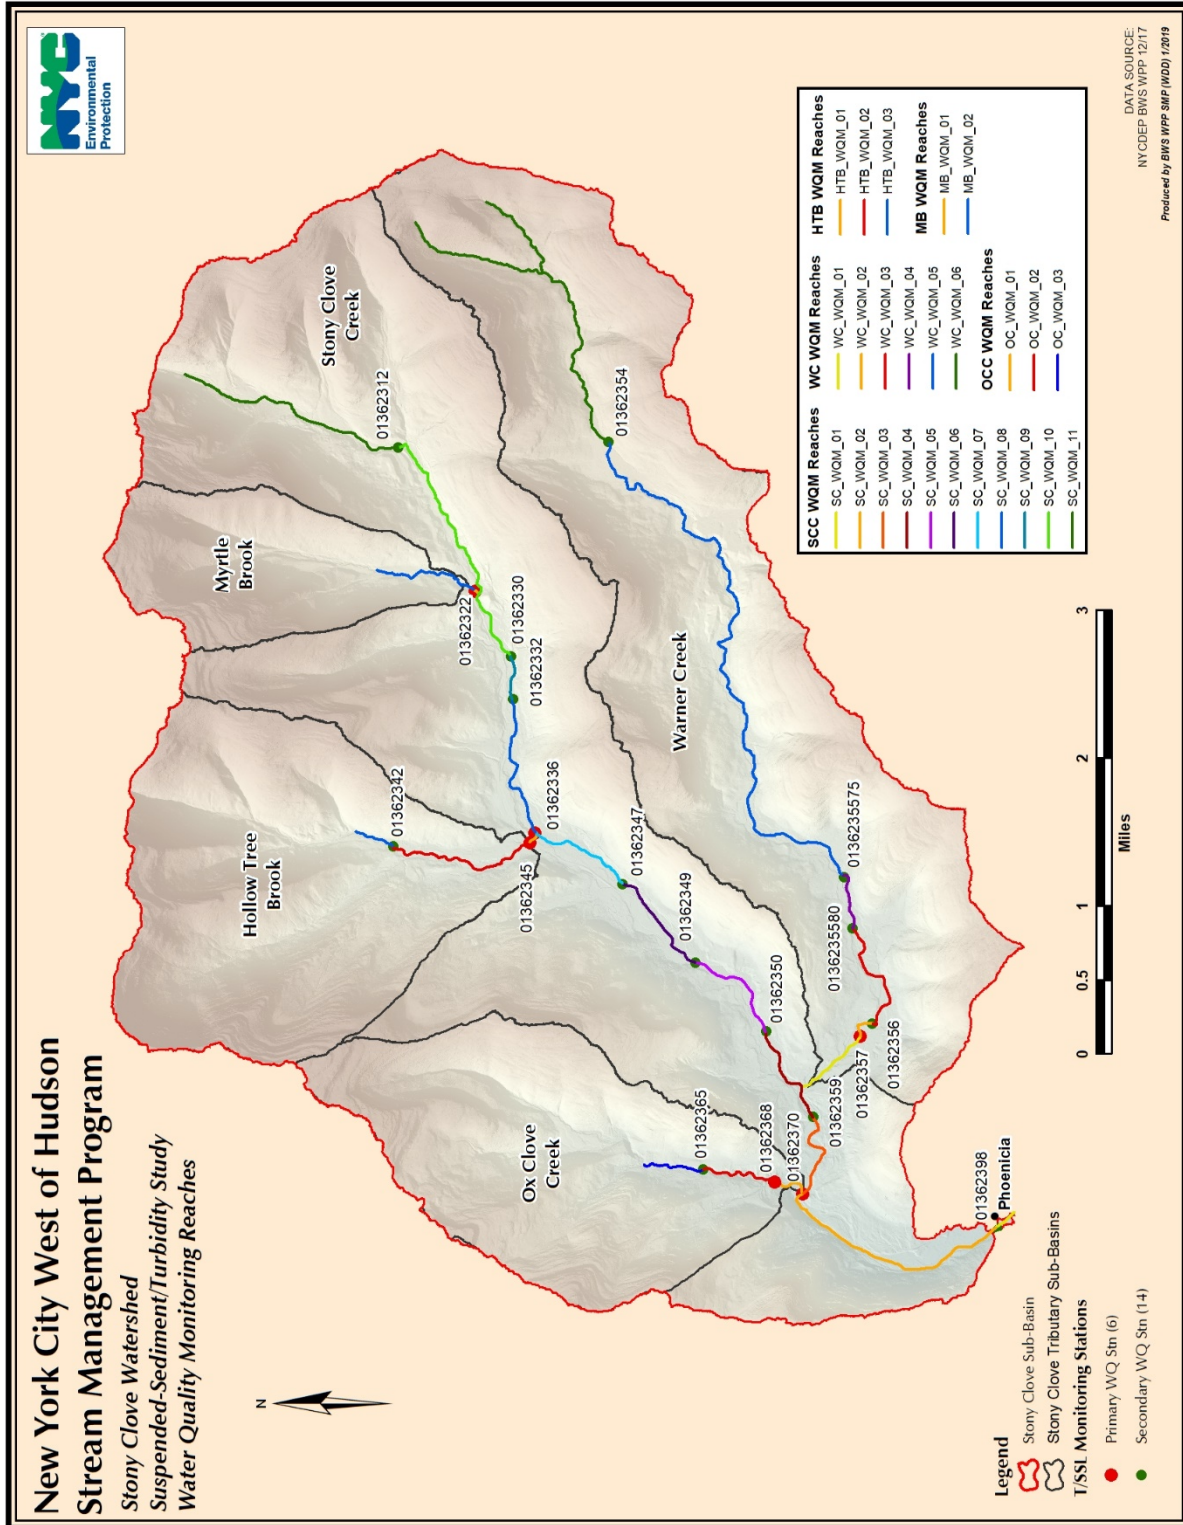 New York City West of Hudson
Stream Management Program
Stony Clove Watershed
Suspended-Sediment/Turbidity Study
Water Quality Monitoring Reaches
NYC
Environmental
Protection
N
Stony Clove
Creek
Myrtle
Brook
Hollow Tree
Brook
Ox Clove
Creek
Warner Creek
01362312
01362322
01362330
01362332
01362336
01362342
01362345
01362347
01362349
01362350
01362354
0136235575
0136235580
01362356
01362357
01362359
01362365
01362368
01362370
01362398
Phoenicia
Legend
Stony Clove Sub-Basin
Stony Clove Tributary Sub-Basins
T/SSL Monitoring Stations
Primary WQ Stn (6)
Secondary WQ Stn (14)
0 0.5 1 2 3
Miles
SCC WQM Reaches
SC_WQM_01
SC_WQM_02
SC_WQM_03
SC_WQM_04
SC_WQM_05
SC_WQM_06
SC_WQM_07
SC_WQM_08
SC_WQM_09
SC_WQM_10
SC_WQM_11
WC WQM Reaches
WC_WQM_01
WC_WQM_02
WC_WQM_03
WC_WQM_04
WC_WQM_05
WC_WQM_06
OCC WQM Reaches
OC_WQM_01
OC_WQM_02
OC_WQM_03
HTB WQM Reaches
HTB_WQM_01
HTB_WQM_02
HTB_WQM_03
MB WQM Reaches
MB_WQM_01
MB_WQM_02
DATA SOURCE:
NYCDEP BWS WPP 12/17
Produced by BWS WPP SMP (WDD) 1/2019